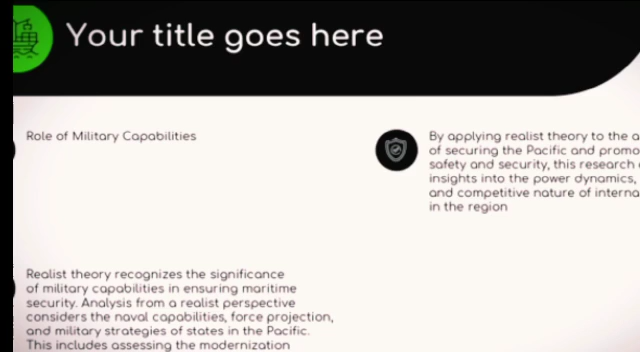 Your title goes here
Role of Military Capabilities
By applying realist theory to the
of securing the Pacific and
safety and security, this research
insights into the power dynamics,
and competitive nature of
in the region
Realist theory recognizes the significance
of military capabilities in ensuring maritime
security. Analysis from a realist perspective
considers the naval capabilities, force projection,
and military strategies of states in the Pacific.
This includes assessing the modernization